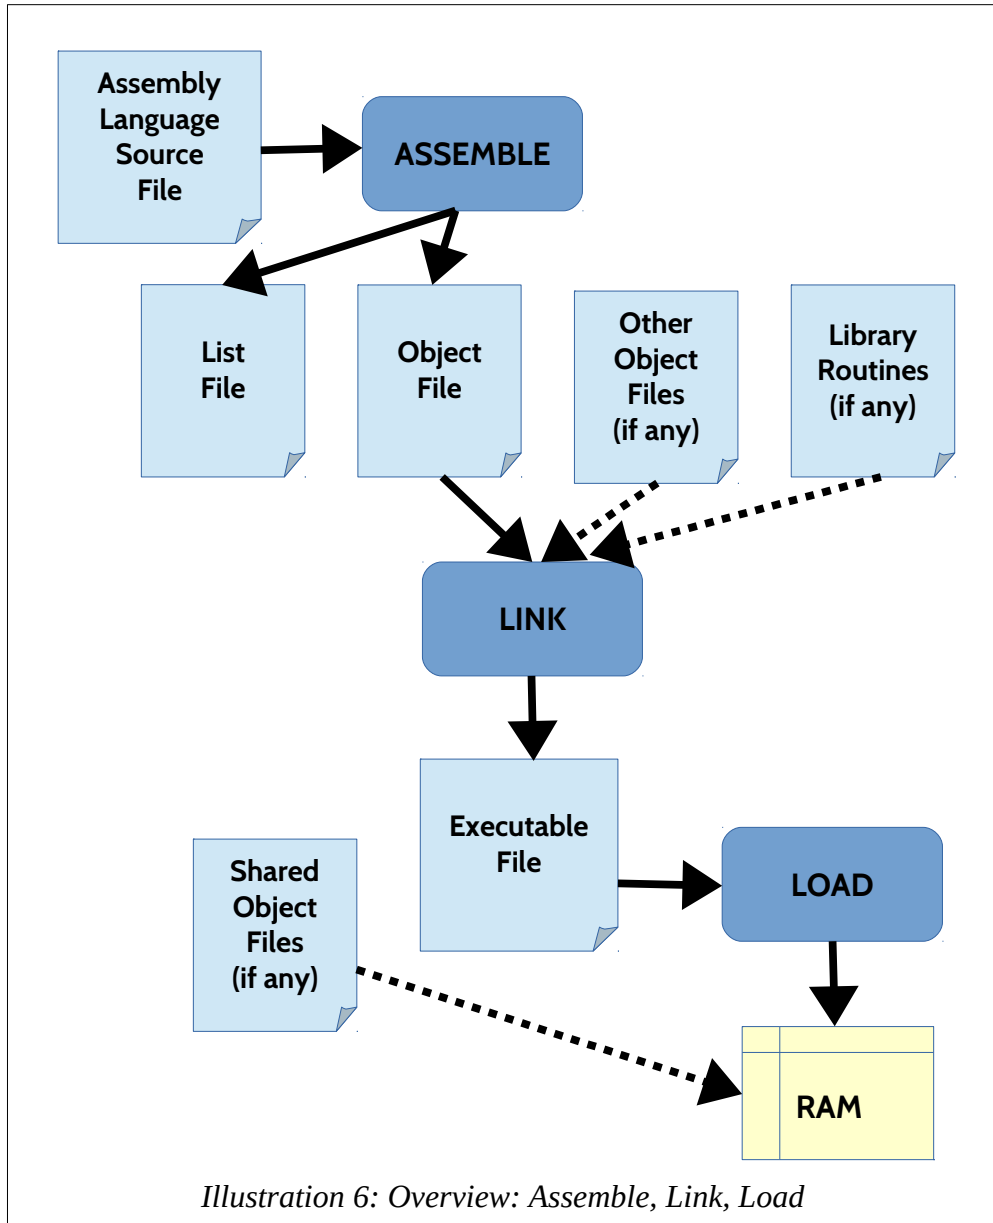 Assembly
Language
Source
File
ASSEMBLE
List
File
Object
File
Other
Object
Files
(if any)
Library
Routines
(if any)
LINK
Executable
File
LOAD
Shared
Object
Files
(if any)
RAM
Illustration 6: Overview: Assemble, Link, Load